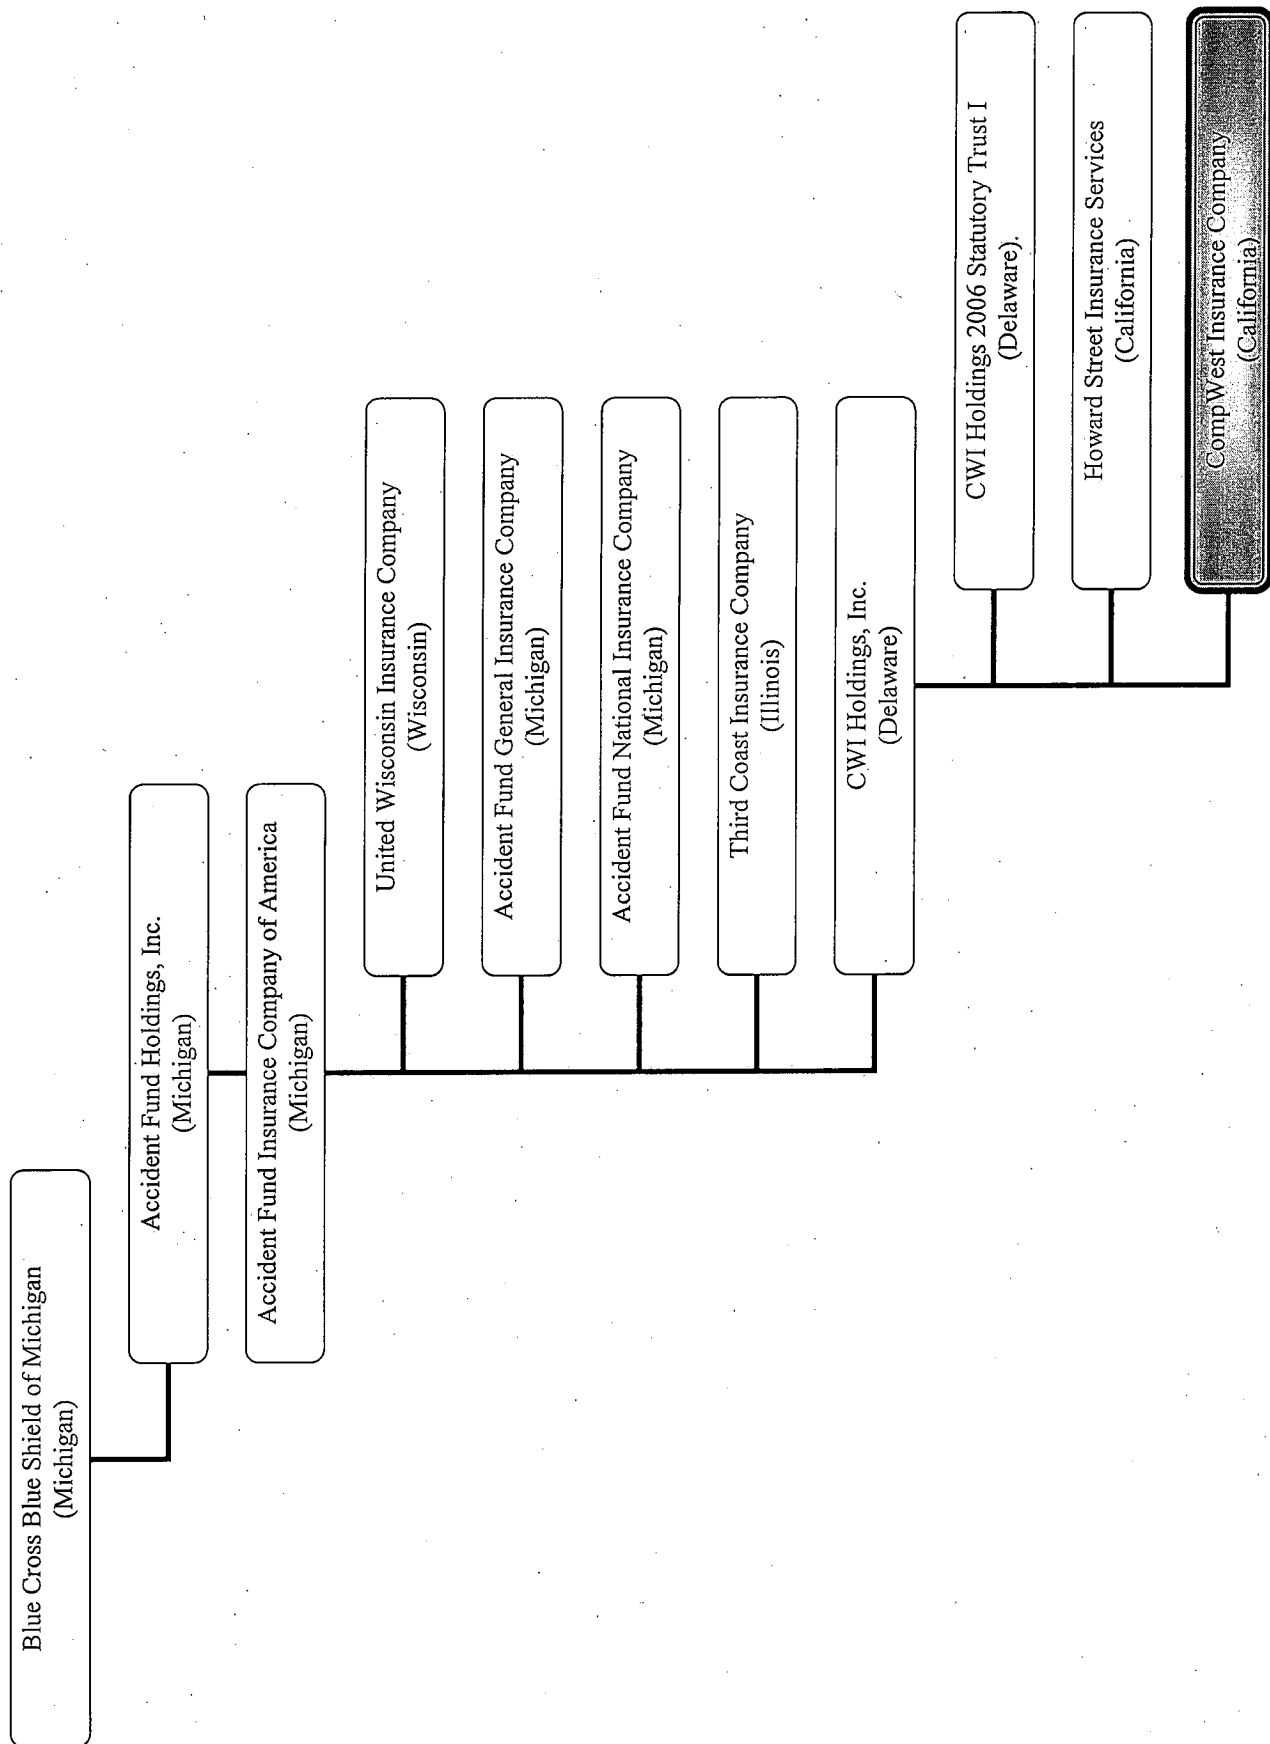 Blue Cross Blue Shield of Michigan
(Michigan)
Accident Fund Holdings, Inc.
(Michigan)
Accident Fund Insurance Company of America
(Michigan)
United Wisconsin Insurance Company
(Wisconsin)
Accident Fund General Insurance Company
(Michigan)
Accident Fund National Insurance Company
(Michigan)
Third Coast Insurance Company
(Illinois)
CWI Holdings, Inc.
(Delaware)
CWI Holdings 2006 Statutory Trust I
(Delaware).
Howard Street Insurance Services
(California)
CompWest Insurance Company
(California)